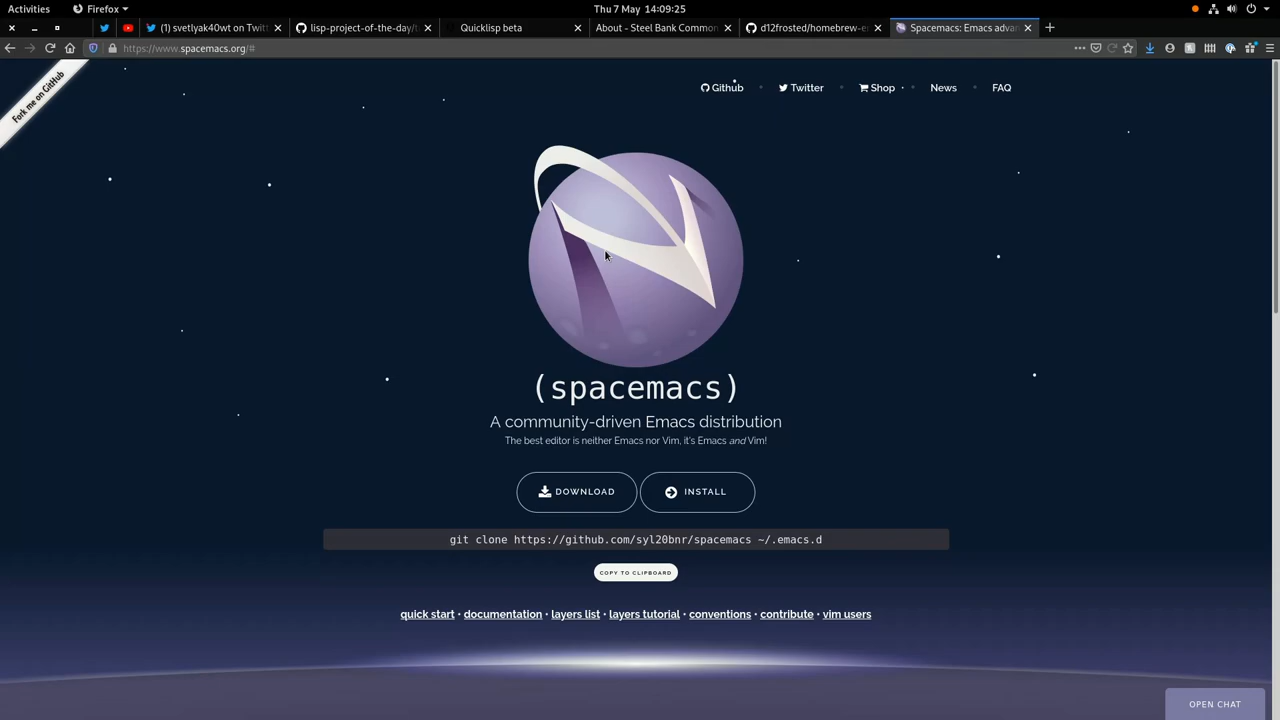 Activities
Firefox
Thu 7 May 14:09:25
(1) svetlyak40wt on Twitt
lisp-project-of-the-day/t
Quicklisp beta
About - Steel Bank Common
d12frosted/homebrew-e
Spacemacs: Emacs advan
https://www.spacemacs.org/#
Fork me on GitHub
Github
Twitter
Shop
News
FAQ
(spacemacs)
A community-driven Emacs distribution
The best editor is neither Emacs nor Vim, it's Emacs and Vim!
DOWNLOAD
INSTALL
git clone https://github.com/syl20bnr/spacemacs ~/.emacs.d
COPY TO CLIPBOARD
quick start · documentation · layers list · layers tutorial · conventions · contribute · vim users
OPEN CHAT